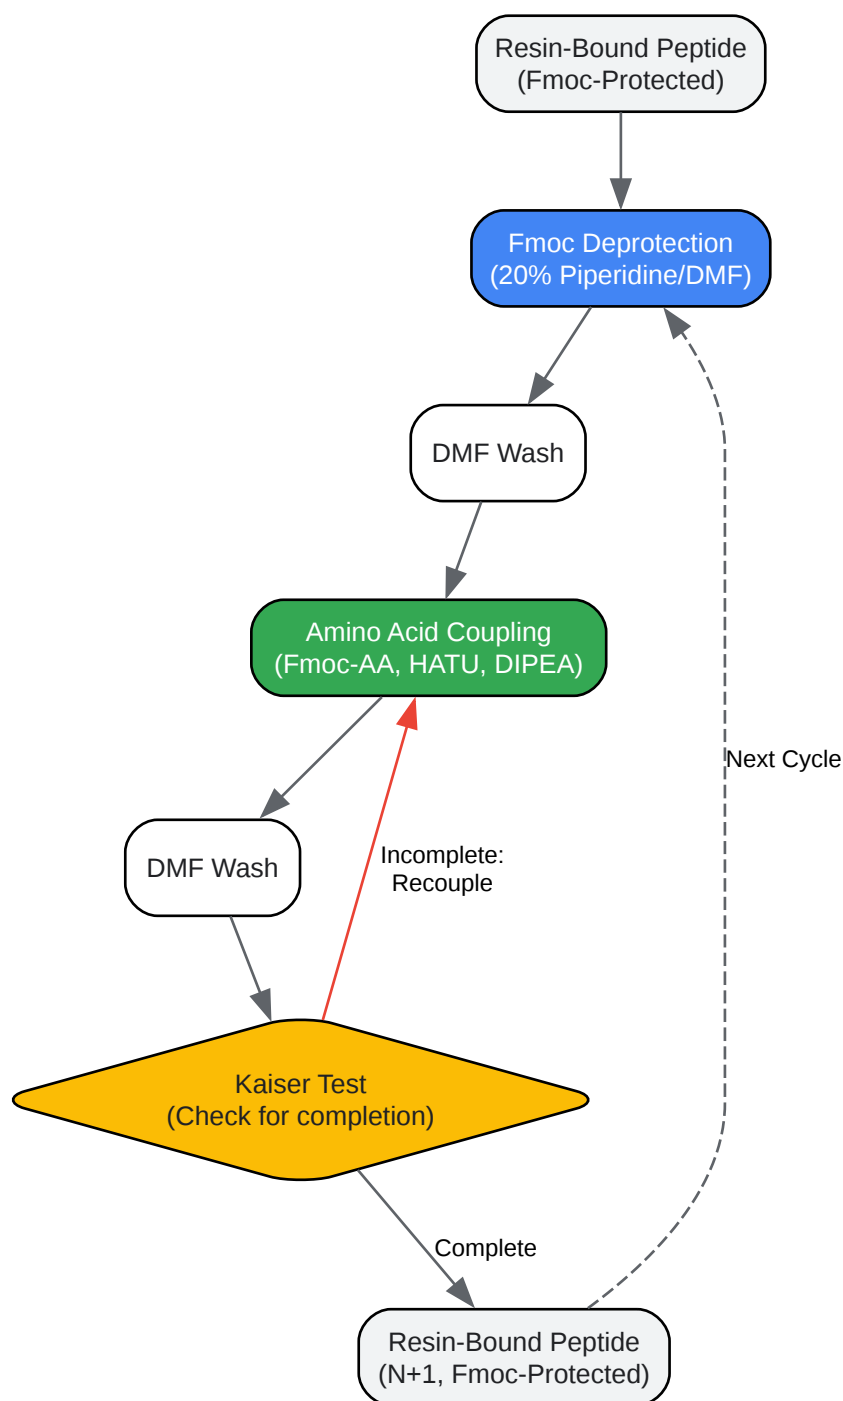 Resin-Bound Peptide
(Fmoc-Protected)
Fmoc Deprotection
(20% Piperidine/DMF)
DMF Wash
Amino Acid Coupling
(Fmoc-AA, HATU, DIPEA)
Next Cycle
Incomplete:
Recouple
DMF Wash
Kaiser Test
(Check for completion)
Complete
Resin-Bound Peptide
(N+1, Fmoc-Protected)